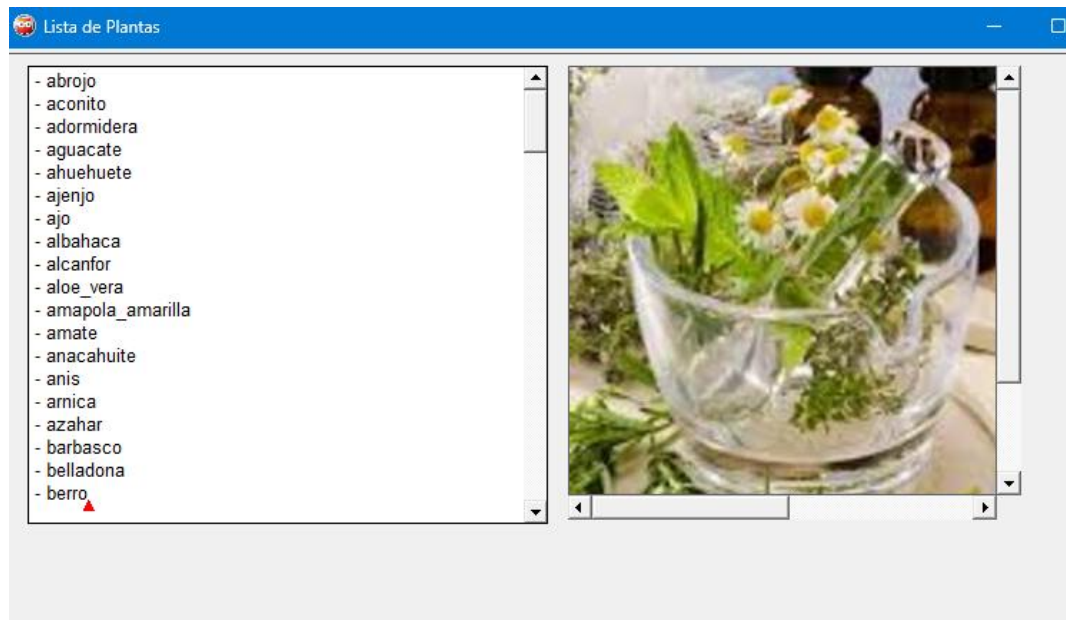 Lista de Plantas
- abrojo
- aconito
- adormidera
- aguacate
- ahuehuete
- ajenjo
- ajo
- albahaca
- alcanfor
- aloe_vera
- amapola_amarilla
- amate
- anacahuite
- anis
- arnica
- azahar
- barbasco
- belladona
- berro